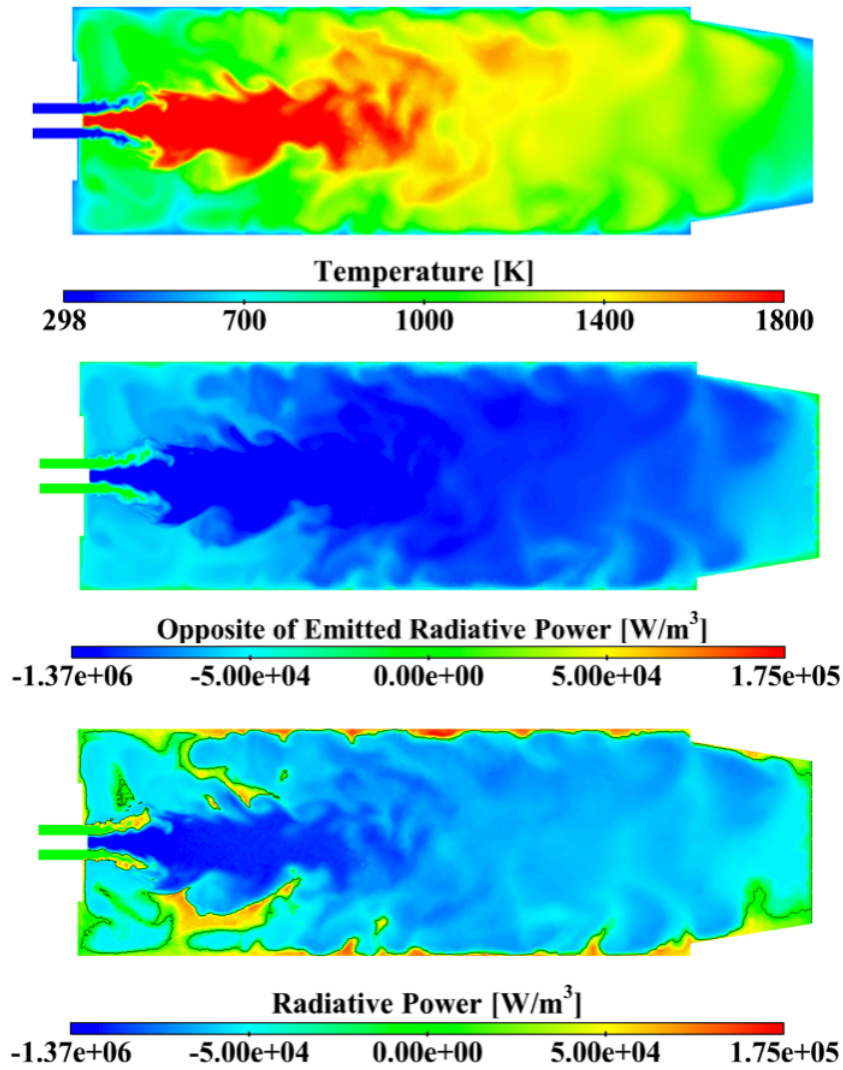 Temperature [K]
298 700 1000 1400 1800
Opposite of Emitted Radiative Power [W/m³]
-1.37e+06 -5.00e+04 0.00e+00 5.00e+04 1.75e+05
Radiative Power [W/m³]
-1.37e+06 -5.00e+04 0.00e+00 5.00e+04 1.75e+05